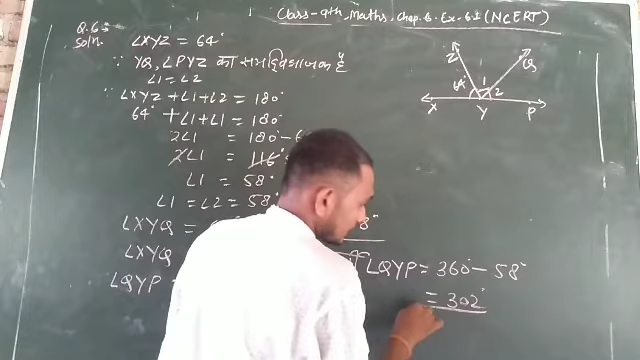 Class-9th, Maths, Chap. 6. Ex-6.1 (NCERT)
Q.6:
Soln.
∠XYZ = 64°
∵ YQ, ∠PYZ का समद्विभाजक है
∠1 = ∠2
∵ ∠XYZ + ∠1 + ∠2 = 180°
64° + ∠1 + ∠1 = 180°
2∠1 = 180° -
2∠1 = 116°
∠1 = 58°
∠1 = ∠2 = 58°
∠XYQ =
∠XYQ
∠QYP
∠QYP = 360° - 58°
= 302°
Z
Q
64°
1
2
X
Y
P